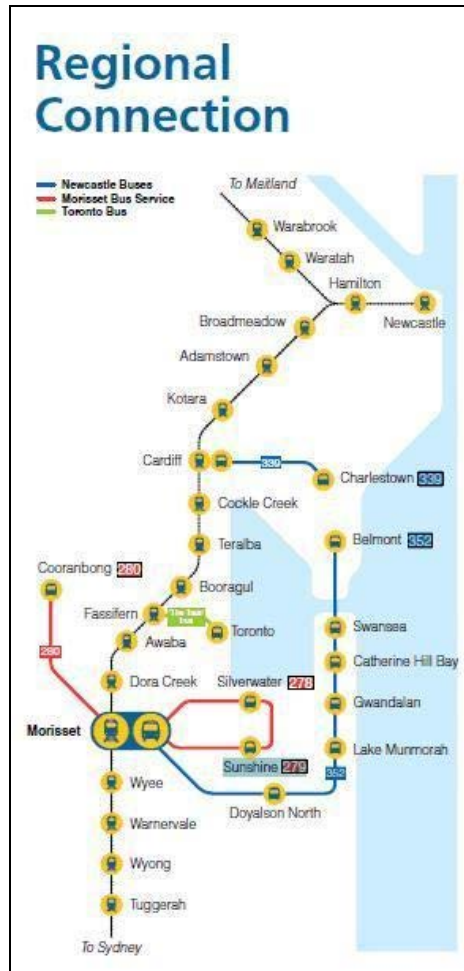 Regional
Connection
Newcastle Buses
Morisset Bus Service
Toronto Bus
To Maitland
Warabrook
Waratah
Hamilton
Newcastle
Broadmeadow
Adamstown
Kotara
Cardiff
339
Charlestown 339
Cockle Creek
Teralba
Belmont 352
Cooranbong 280
Booragul
Fassifern
Toronto
Swansea
Awaba
280
Catherine Hill Bay
Dora Creek
Silverwater 278
Gwandalan
Morisset
Sunshine 279
Lake Munmorah
352
Wyee
Doyalson North
Warnervale
Wyong
Tuggerah
To Sydney